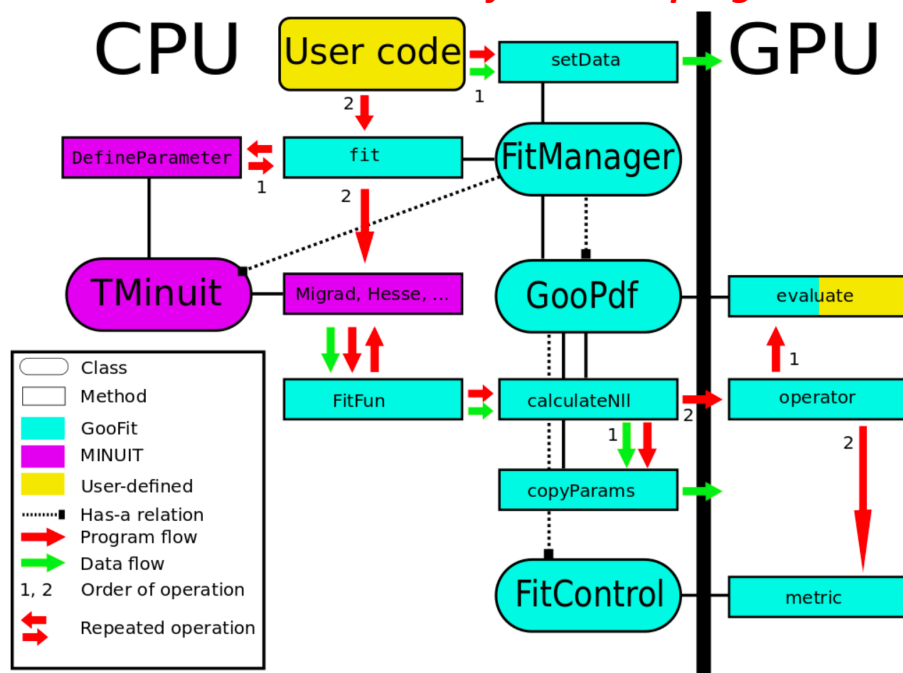 CPU
GPU
User code
setData
2
1
DefineParameter
fit
FitManager
1
2
TMinuit
Migrad, Hesse, ...
GooPdf
evaluate
1
FitFun
calculateNll
2
operator
1
2
copyParams
FitControl
metric
Class
Method
GooFit
MINUIT
User-defined
Has-a relation
Program flow
Data flow
1, 2 Order of operation
Repeated operation